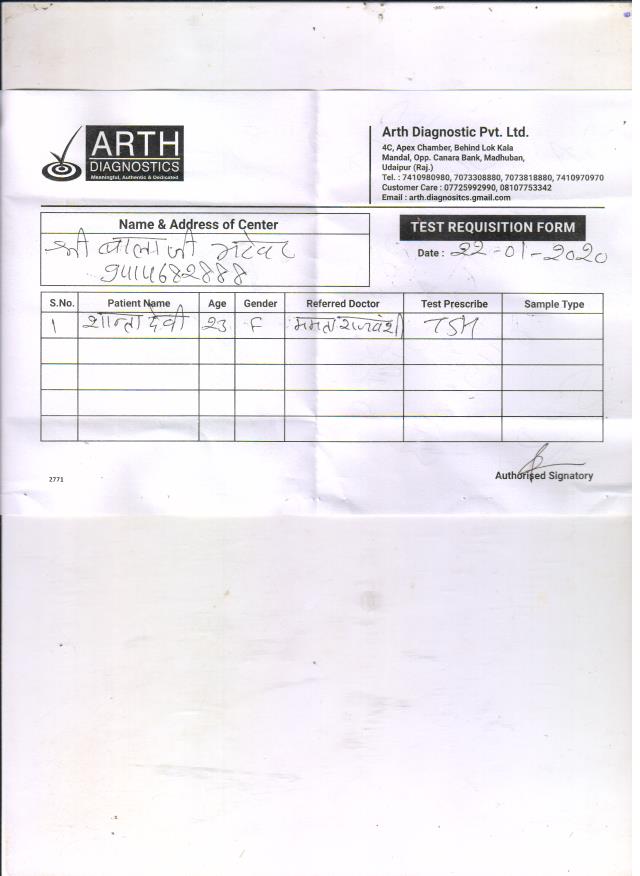 ARTH
DIAGNOSTICS
Meaningful, Authentic & Dedicated
Arth Diagnostic Pvt. Ltd.
4C, Apex Chamber, Behind Lok Kala
Mandal, Opp. Canara Bank, Madhuban,
Udaipur (Raj.)
Tel. : 7410980980, 7073308880, 7073818880, 7410970970
Customer Care : 07725992990, 08107753342
Email : arth.diagnositcs.gmail.com
Name & Address of Center
श्री बालाजी भटेवर
9414682888
TEST REQUISITION FORM
Date : 22-01-2020
S.No. Patient Name Age Gender Referred Doctor Test Prescribe Sample Type
1 शान्ता देवी 23 F ममता TSH
Authorised Signatory
2771